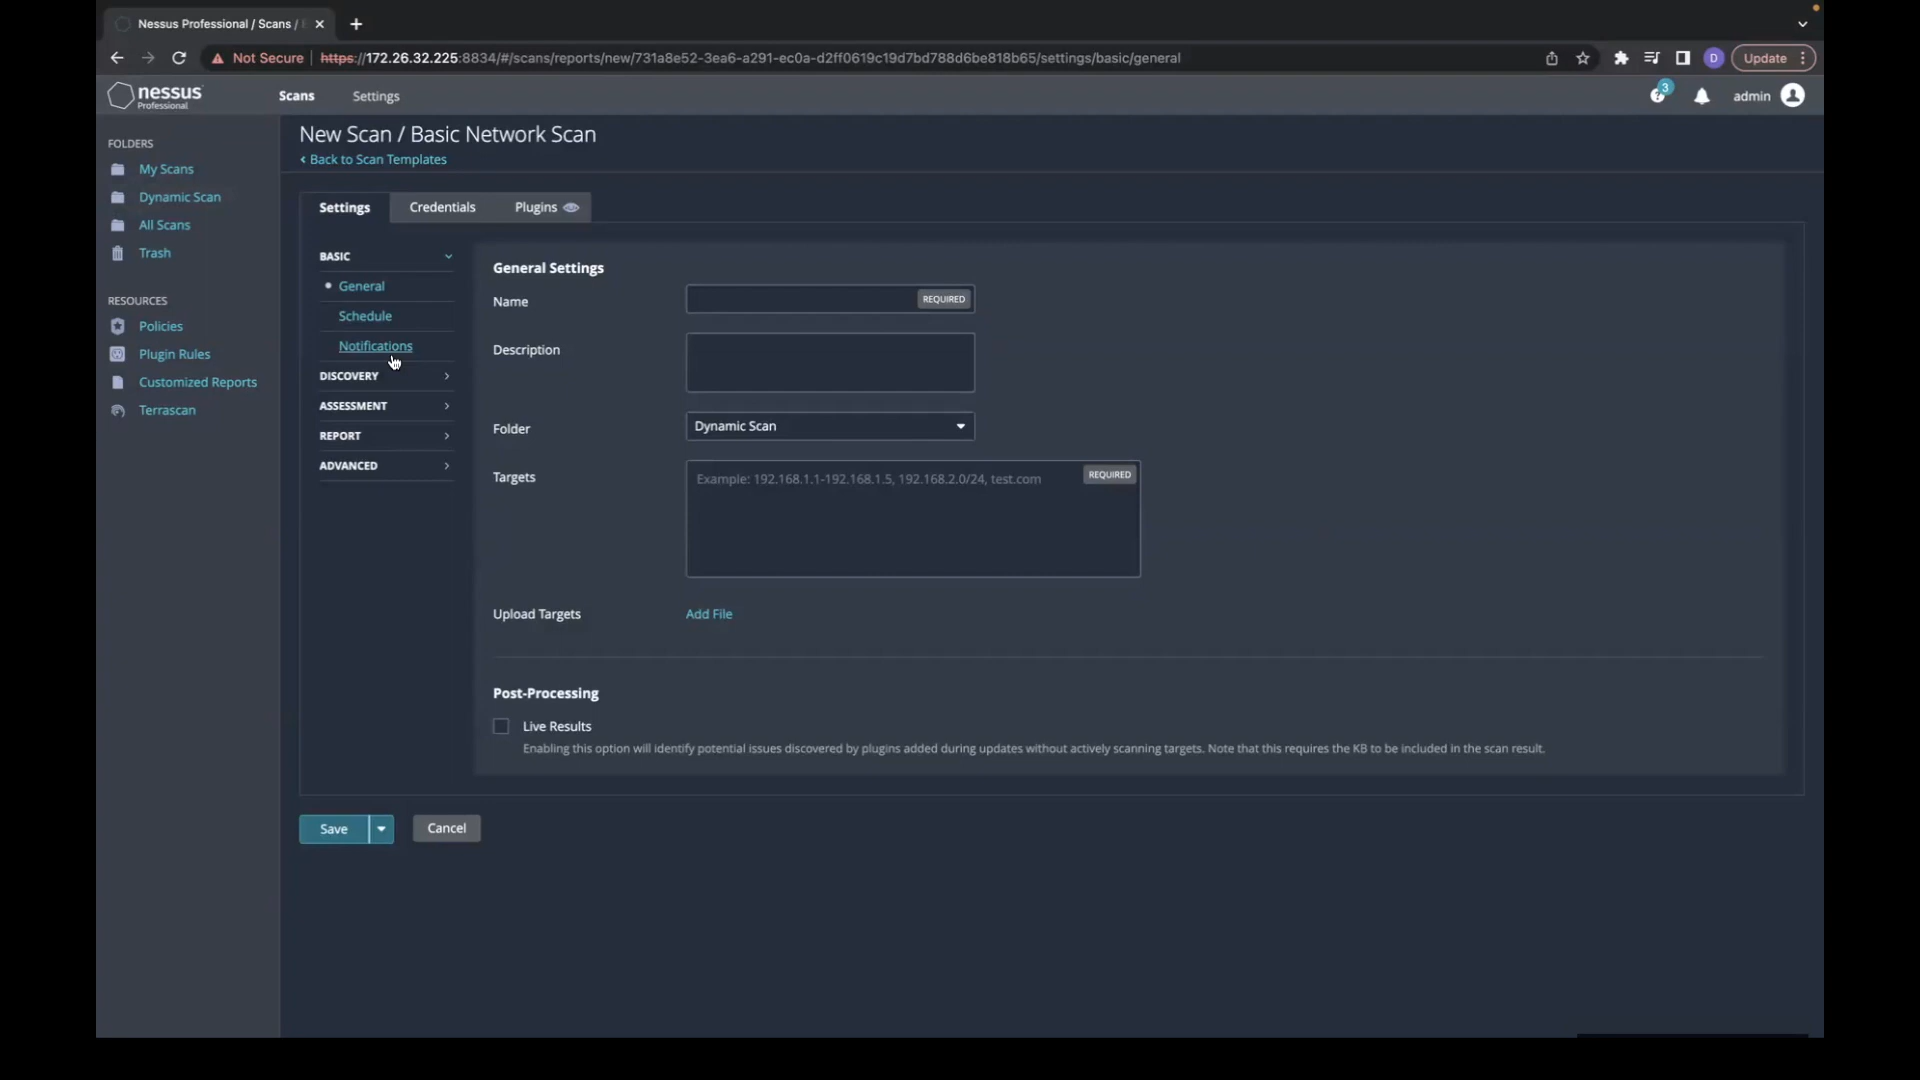 Nessus Professional / Scans /
Not Secure https://172.26.32.225:8834/#/scans/reports/new/731a8e52-3ea6-a291-ec0a-d2ff0619c19d7bd788d6be818b65/settings/basic/general
D
Update
nessus
Professional
Scans
Settings
3
admin
FOLDERS
My Scans
Dynamic Scan
All Scans
Trash
RESOURCES
Policies
Plugin Rules
Customized Reports
Terrascan
New Scan / Basic Network Scan
Back to Scan Templates
Settings
Credentials
Plugins
BASIC
General
Schedule
Notifications
DISCOVERY
ASSESSMENT
REPORT
ADVANCED
General Settings
Name
REQUIRED
Description
Folder
Dynamic Scan
Targets
Example: 192.168.1.1-192.168.1.5, 192.168.2.0/24, test.com
REQUIRED
Upload Targets
Add File
Post-Processing
Live Results
Enabling this option will identify potential issues discovered by plugins added during updates without actively scanning targets. Note that this requires the KB to be included in the scan result.
Save
Cancel